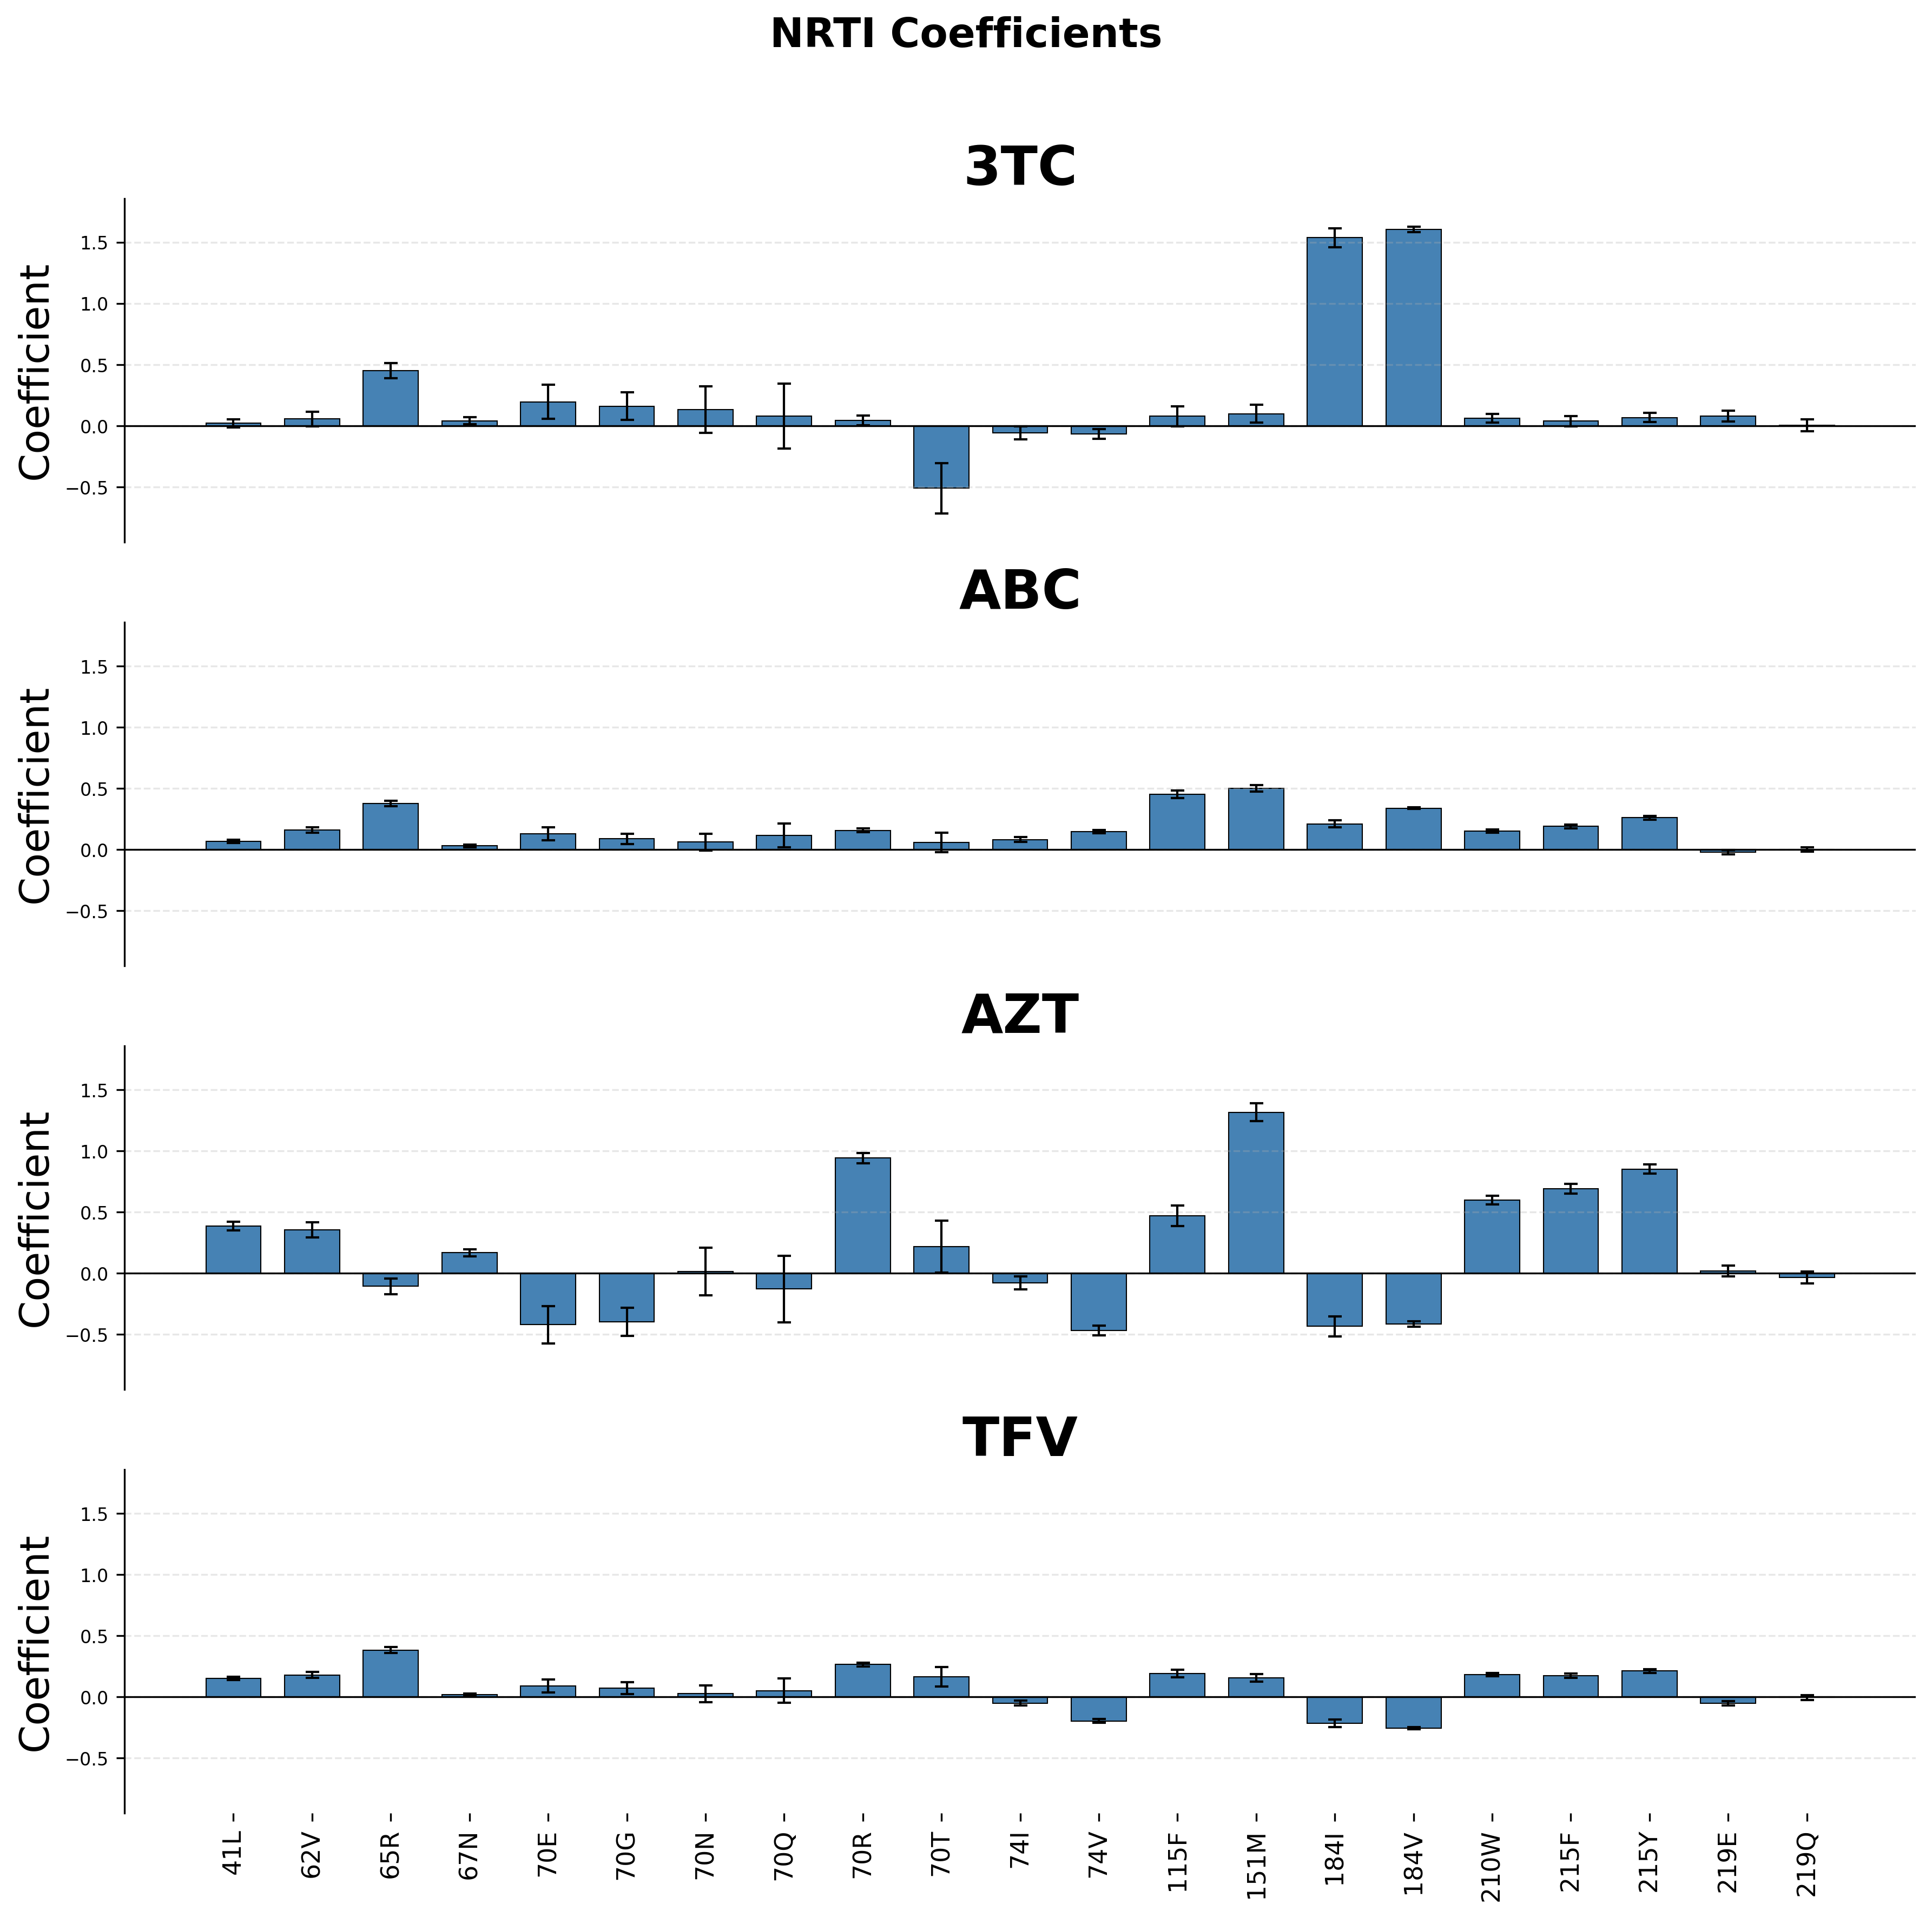 NRTI Coefficients
3TC
Coefficient
1.5
1.0
0.5
0.0
−0.5
ABC
Coefficient
1.5
1.0
0.5
0.0
−0.5
AZT
Coefficient
1.5
1.0
0.5
0.0
−0.5
TFV
Coefficient
1.5
1.0
0.5
0.0
−0.5
41L
62V
65R
67N
70E
70G
70N
70Q
70R
70T
74I
74V
115F
151M
184I
184V
210W
215F
215Y
219E
219Q